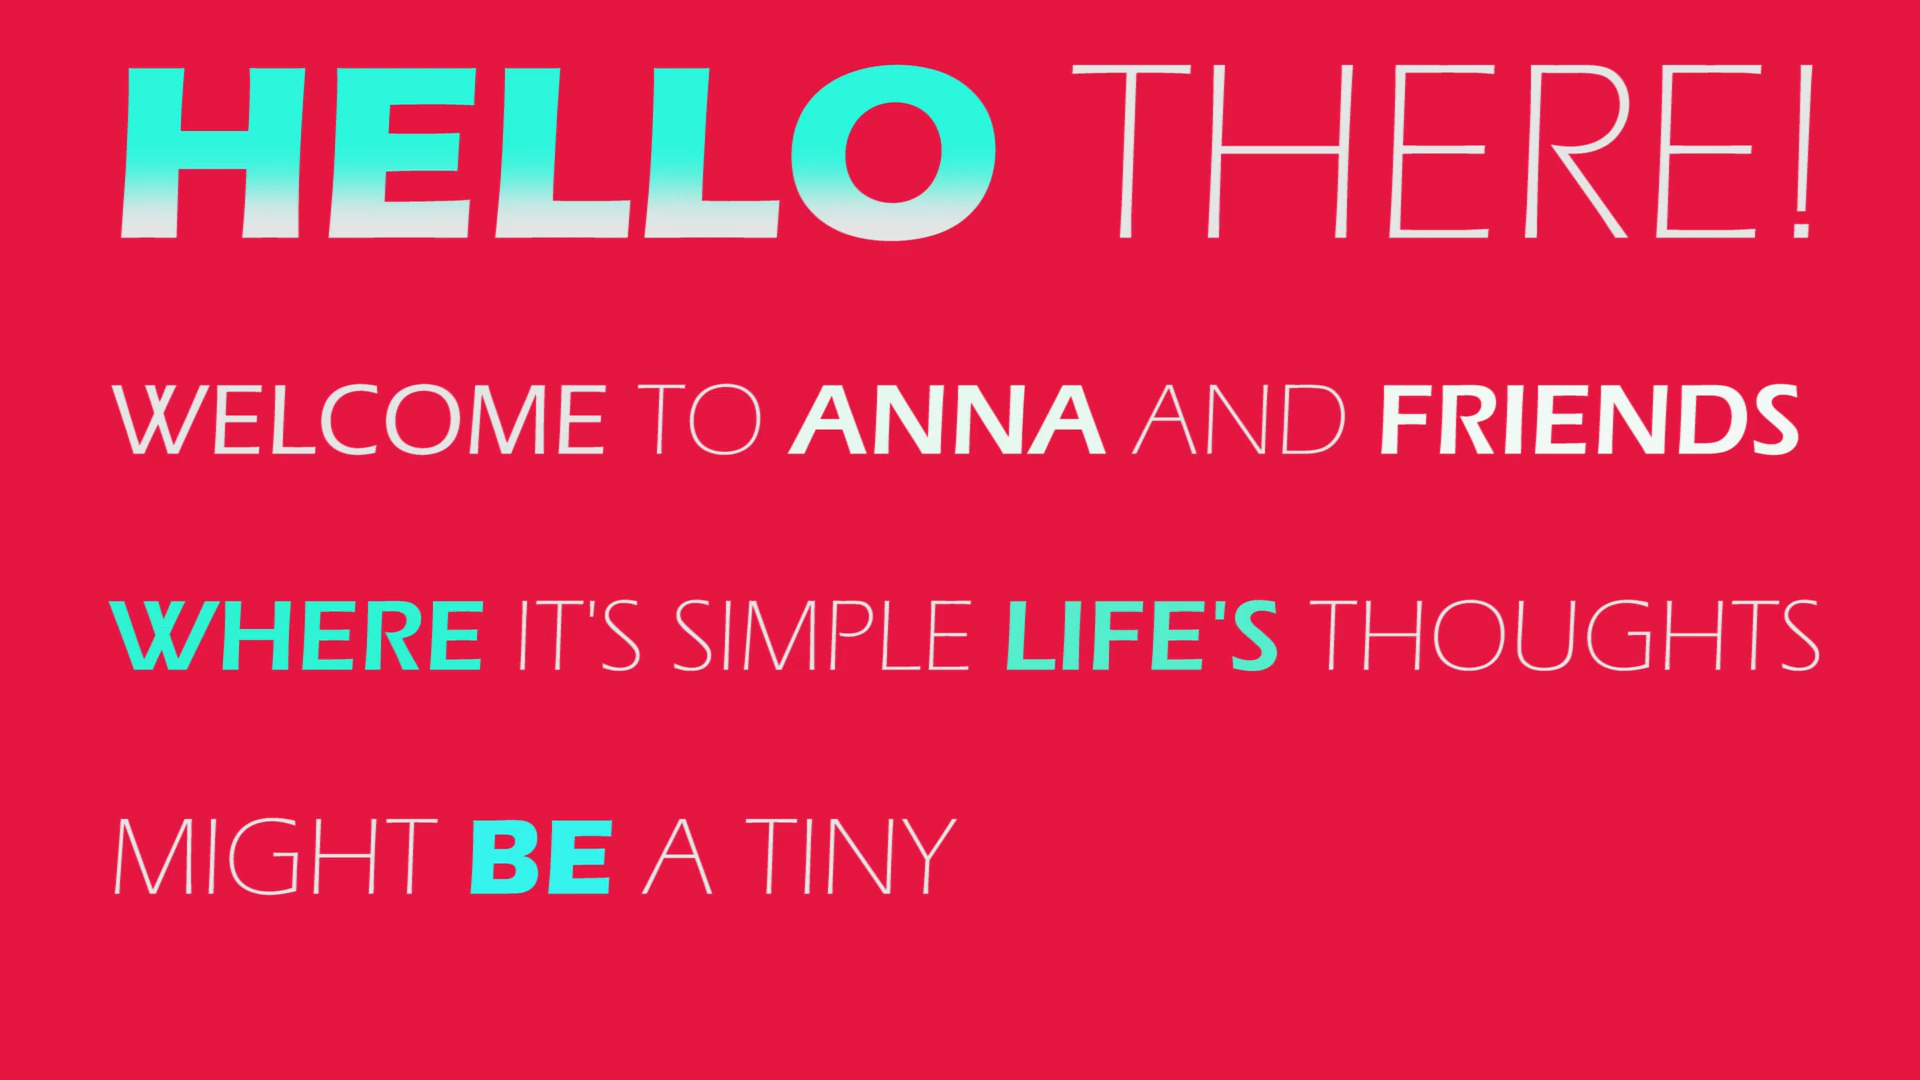 HELLO THERE!
WELCOME TO ANNA AND FRIENDS
WHERE IT'S SIMPLE LIFE'S THOUGHTS
MIGHT BE A TINY